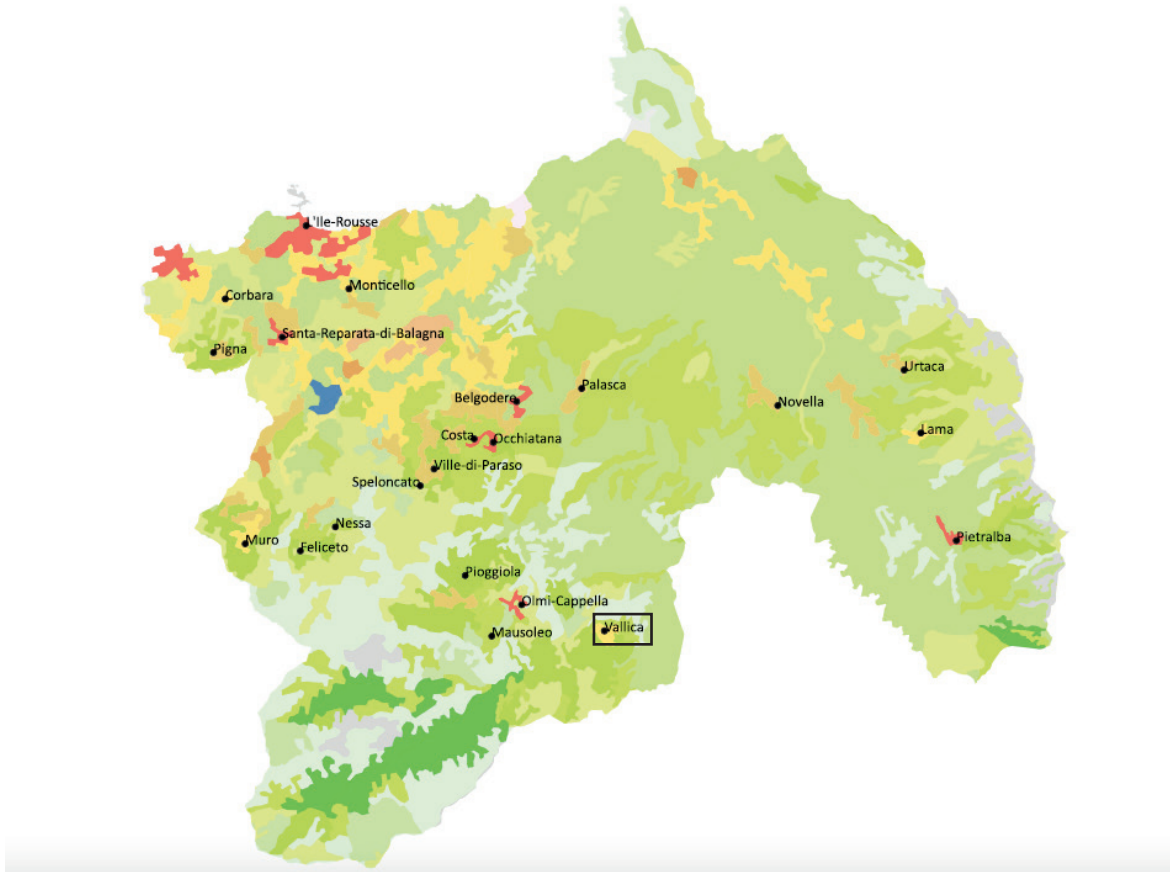 L'Ile-Rousse
Monticello
Corbara
Santa-Reparata-di-Balagna
Pigna
Urtaca
Palasca
Belgodere
Novella
Lama
Costa
Occhiatana
Ville-di-Paraso
Speloncato
Nessa
Muro
Feliceto
Pietralba
Pioggiola
Olmi-Cappella
Vallica
Mausoleo